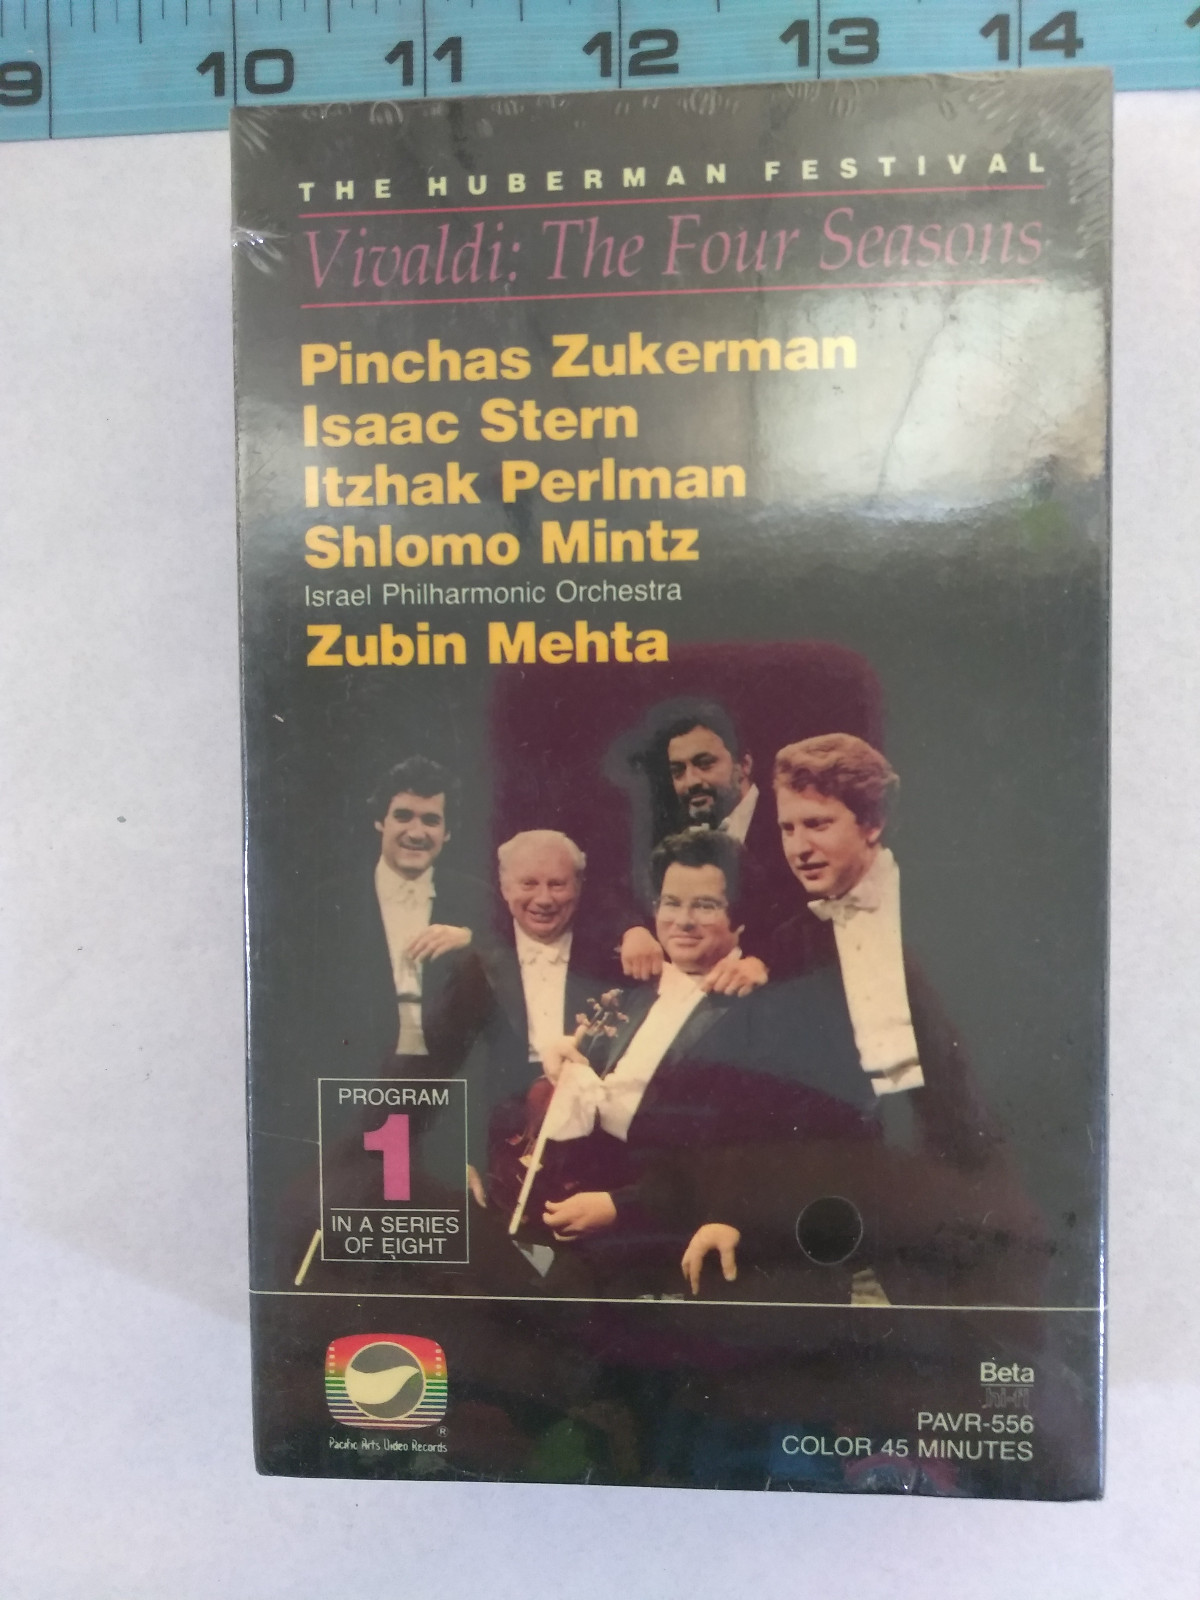 9 10 11 12 13 14
THE HUBERMAN FESTIVAL
Vivaldi: The Four Seasons
Pinchas Zukerman
Isaac Stern
Itzhak Perlman
Shlomo Mintz
Israel Philharmonic Orchestra
Zubin Mehta
PROGRAM
1
IN A SERIES
OF EIGHT
®
Pacific Arts Video Records
Beta
hi-fi
PAVR-556
COLOR 45 MINUTES